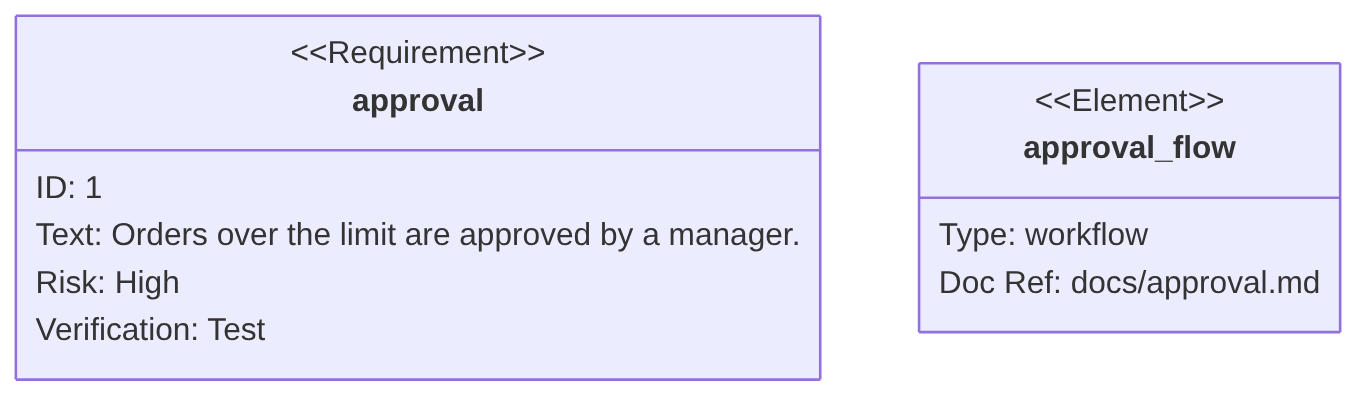 <<Requirement>>
approval
ID: 1
Text: Orders over the limit are approved by a manager.
Risk: High
Verification: Test
<<Element>>
approval_flow
Type: workflow
Doc Ref: docs/approval.md